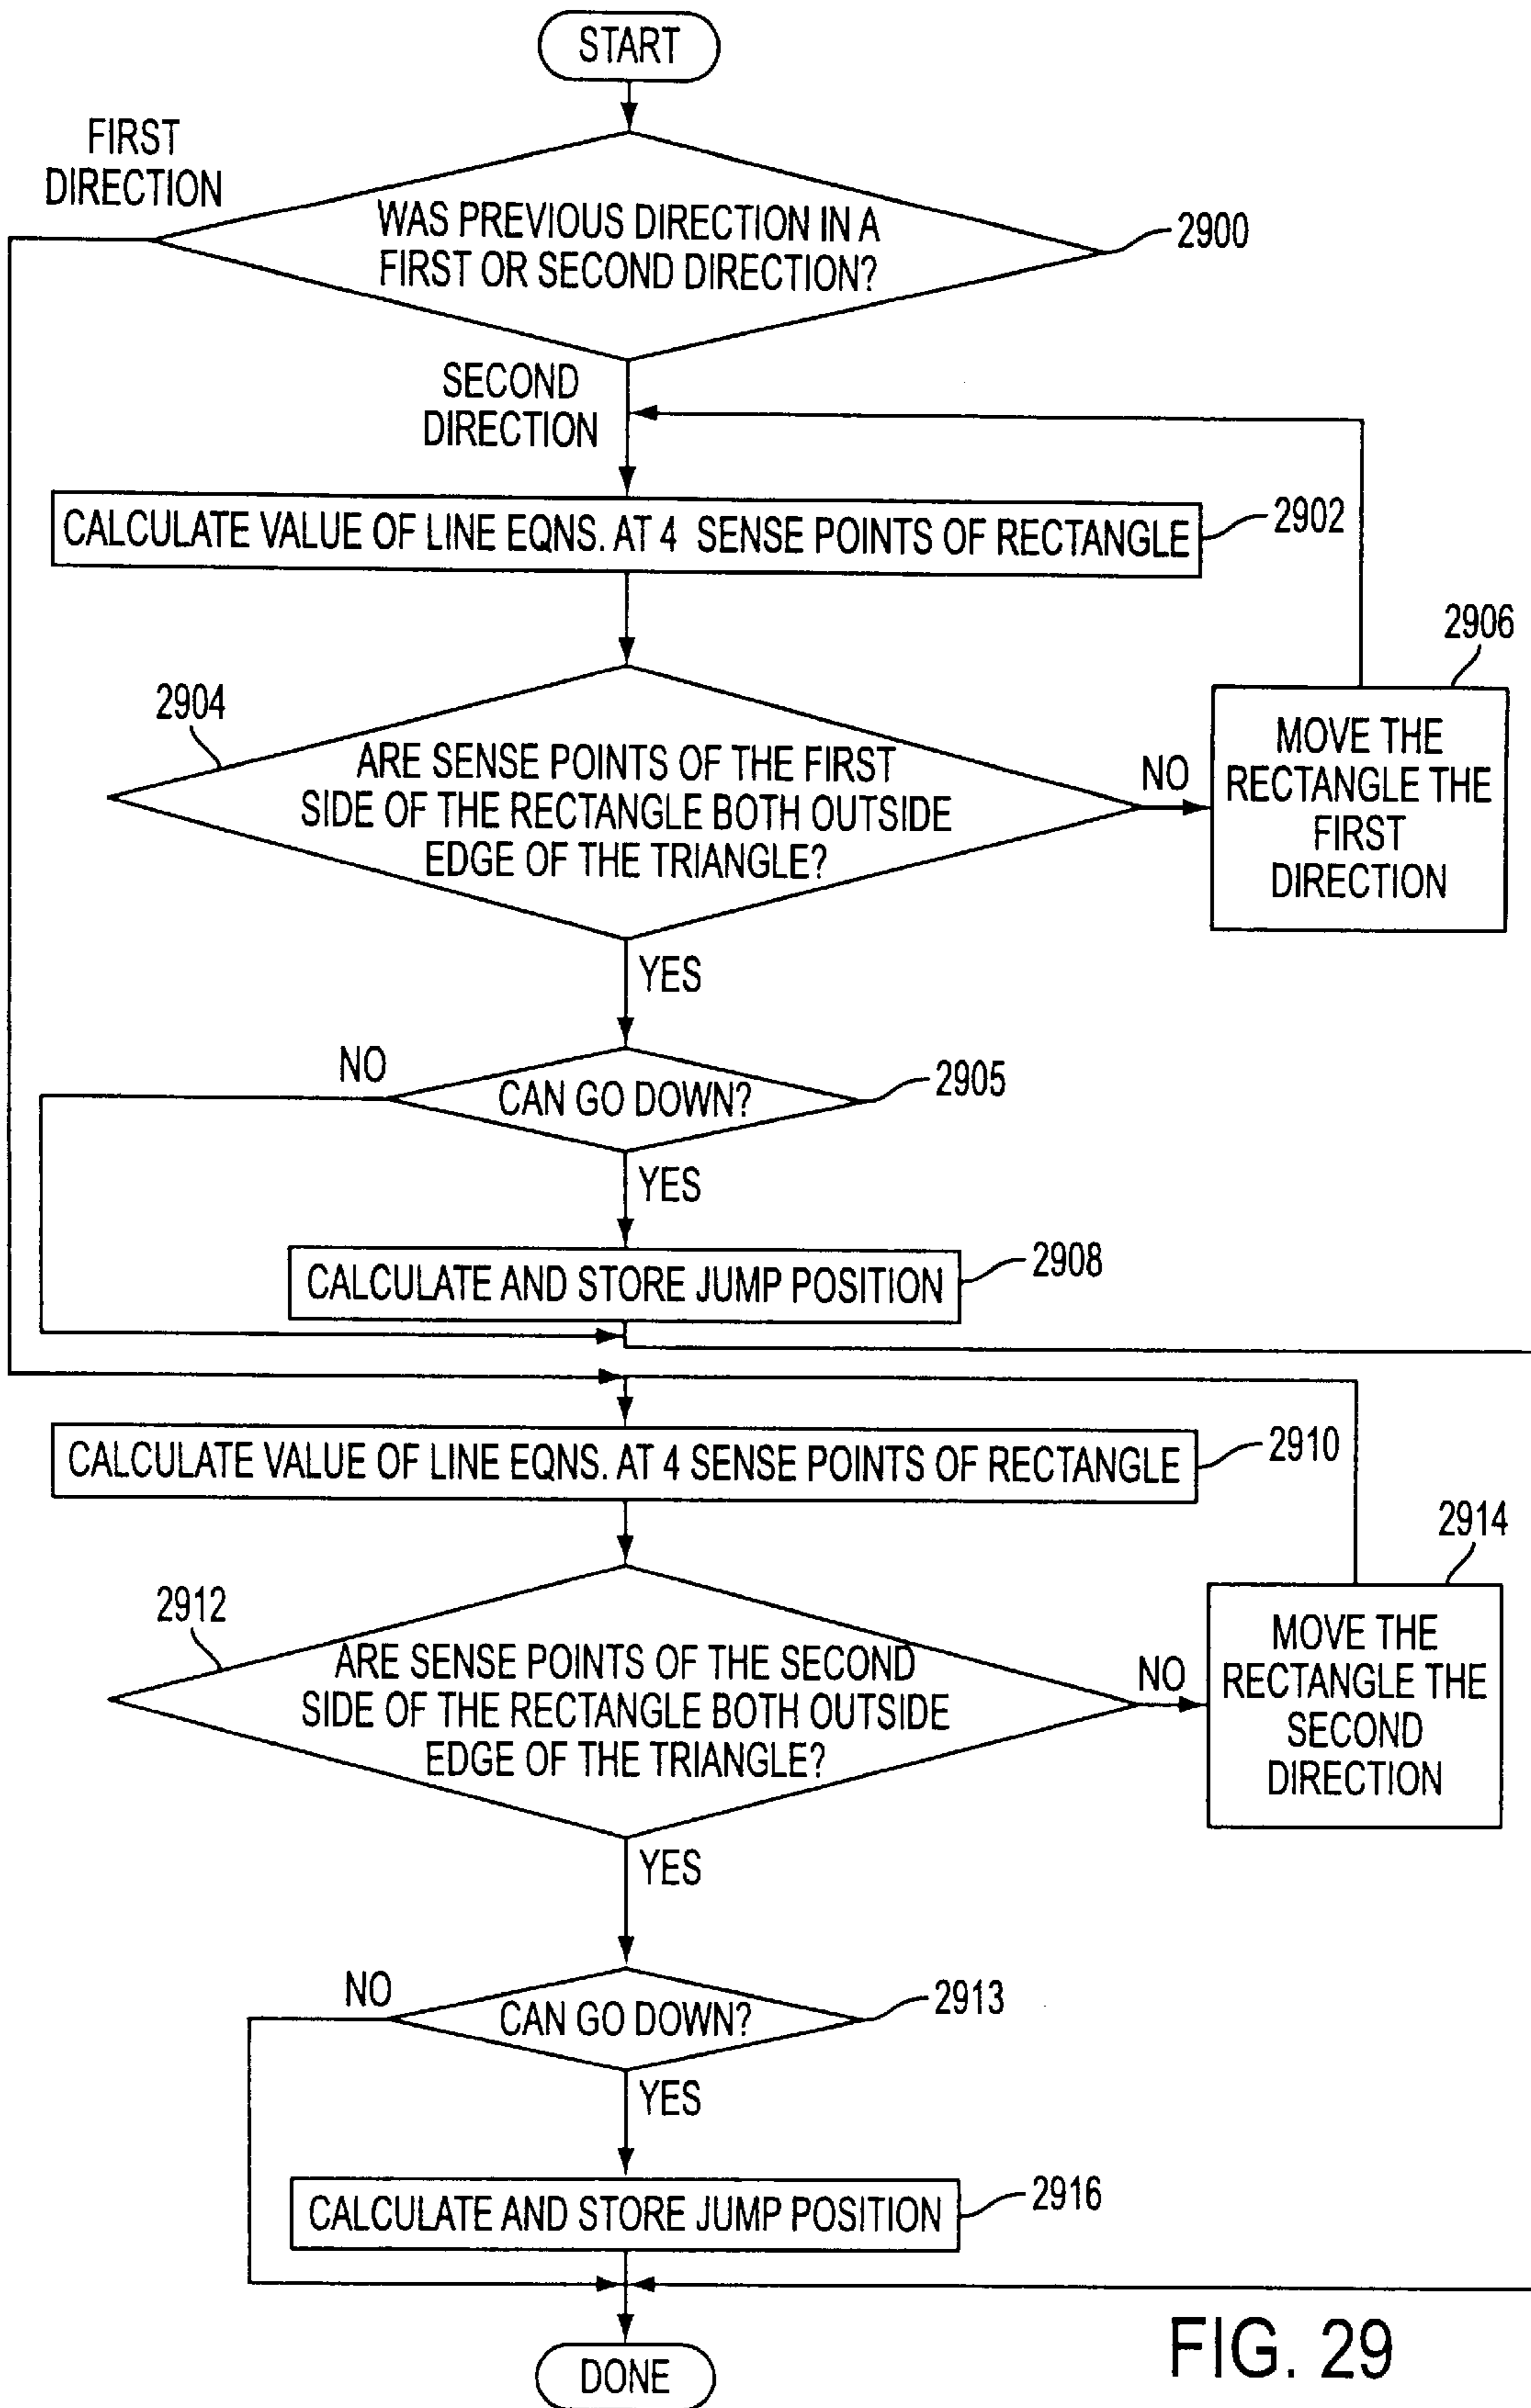 START
FIRST
DIRECTION
WAS PREVIOUS DIRECTION IN A
FIRST OR SECOND DIRECTION?
2900
SECOND
DIRECTION
CALCULATE VALUE OF LINE EQNS. AT 4 SENSE POINTS OF RECTANGLE
2902
2904
ARE SENSE POINTS OF THE FIRST
SIDE OF THE RECTANGLE BOTH OUTSIDE
EDGE OF THE TRIANGLE?
NO
2906
MOVE THE
RECTANGLE THE
FIRST
DIRECTION
YES
NO
CAN GO DOWN?
2905
YES
CALCULATE AND STORE JUMP POSITION
2908
CALCULATE VALUE OF LINE EQNS. AT 4 SENSE POINTS OF RECTANGLE
2910
2912
ARE SENSE POINTS OF THE SECOND
SIDE OF THE RECTANGLE BOTH OUTSIDE
EDGE OF THE TRIANGLE?
NO
2914
MOVE THE
RECTANGLE THE
SECOND
DIRECTION
YES
NO
CAN GO DOWN?
2913
YES
CALCULATE AND STORE JUMP POSITION
2916
DONE
FIG. 29